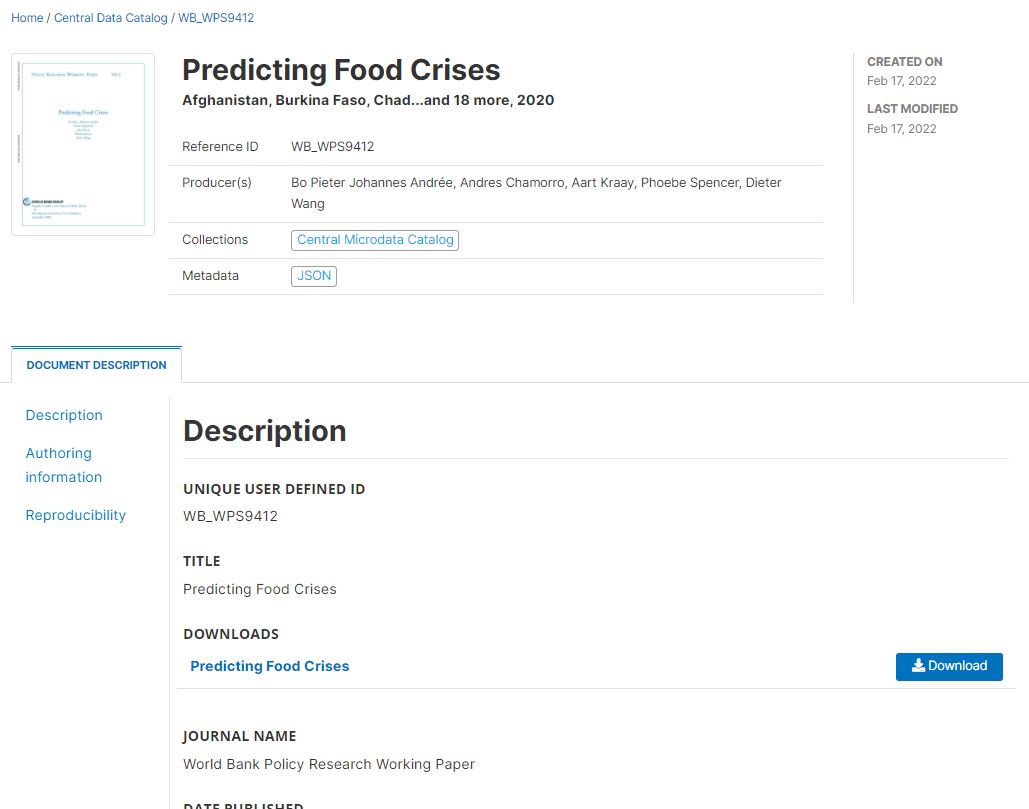 Home / Central Data Catalog / WB_WPS9412
POLICY RESEARCH WORKING PAPER 9412
Predicting Food Crises
WORLD BANK GROUP
Predicting Food Crises
Afghanistan, Burkina Faso, Chad...and 18 more, 2020
Reference ID WB_WPS9412
Producer(s) Bo Pieter Johannes Andrée, Andres Chamorro, Aart Kraay, Phoebe Spencer, Dieter
Wang
Collections Central Microdata Catalog
Metadata JSON
CREATED ON
Feb 17, 2022
LAST MODIFIED
Feb 17, 2022
DOCUMENT DESCRIPTION
Description
Authoring
information
Reproducibility
Description
UNIQUE USER DEFINED ID
WB_WPS9412
TITLE
Predicting Food Crises
DOWNLOADS
Predicting Food Crises Download
JOURNAL NAME
World Bank Policy Research Working Paper
DATE PUBLISHED